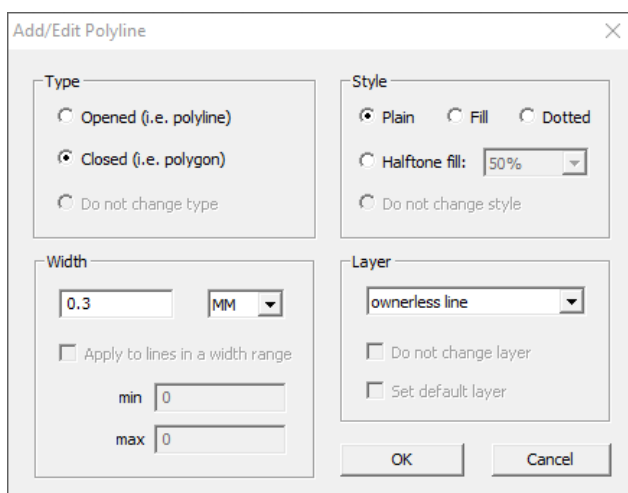 Add/Edit Polyline
Type
Opened (i.e. polyline)
Closed (i.e. polygon)
Do not change type
Style
Plain Fill Dotted
Halftone fill: 50%
Do not change style
Width
0.3 MM
Apply to lines in a width range
min 0
max 0
Layer
ownerless line
Do not change layer
Set default layer
OK Cancel